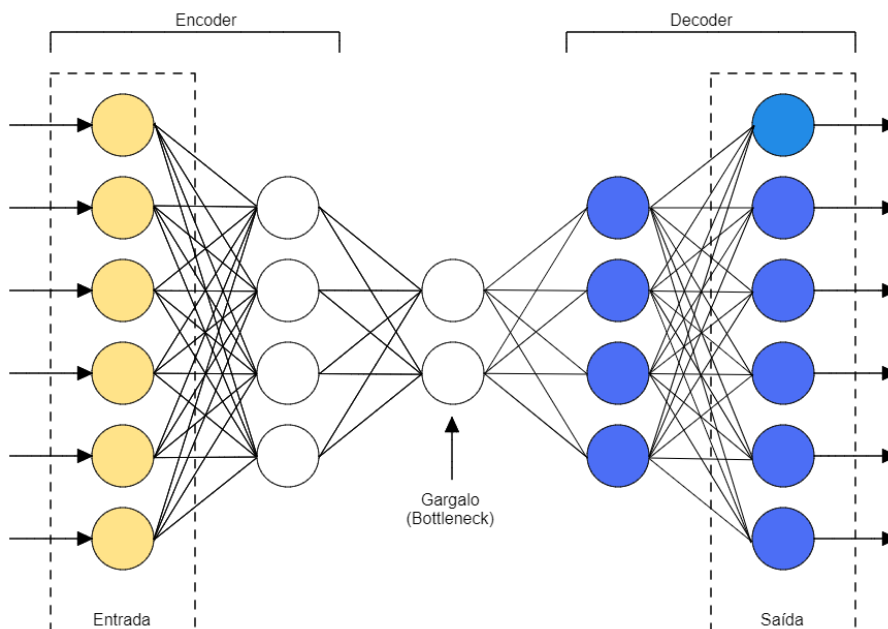 Encoder
Decoder
Gargalo
(Bottleneck)
Entrada
Saída